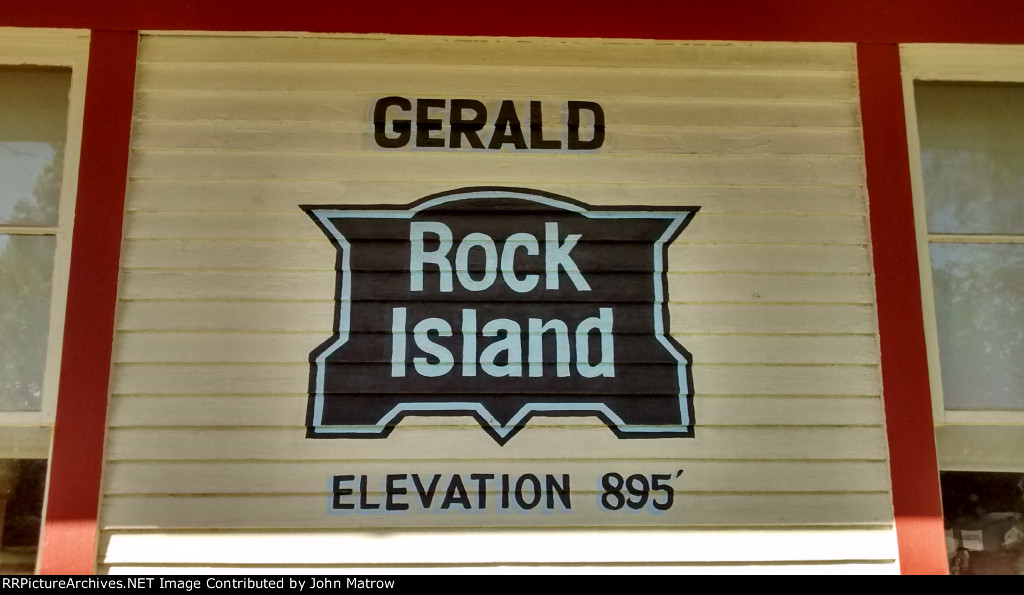 GERALD
Rock
Island
ELEVATION 895'
© RRPictureArchives.NET Image Contributed by John Matrow